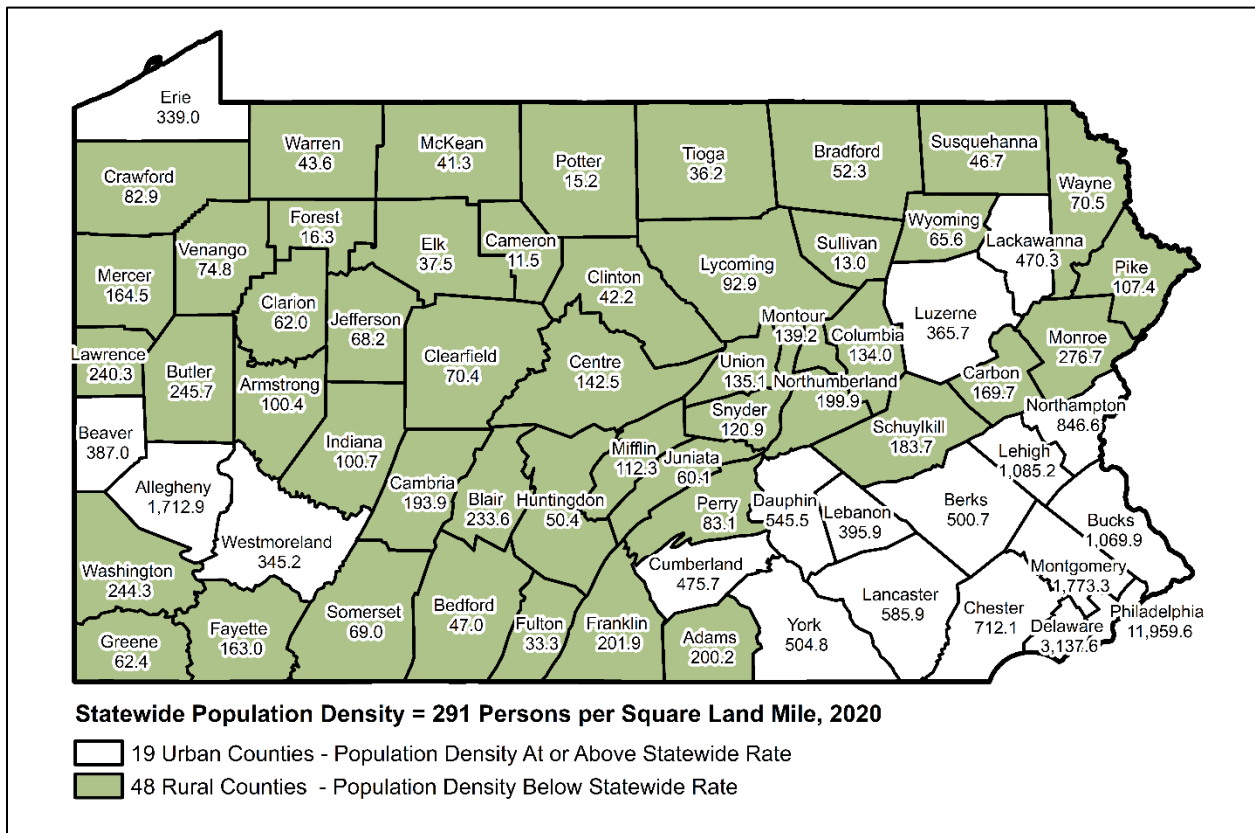 Erie
339.0
Warren
43.6
McKean
41.3
Potter
15.2
Tioga
36.2
Bradford
52.3
Susquehanna
46.7
Wayne
70.5
Crawford
82.9
Forest
16.3
Venango
74.8
Elk
37.5
Cameron
11.5
Clinton
42.2
Lycoming
92.9
Sullivan
13.0
Wyoming
65.6
Lackawanna
470.3
Pike
107.4
Mercer
164.5
Clarion
62.0
Jefferson
68.2
Clearfield
70.4
Centre
142.5
Montour
139.2
Columbia
134.0
Luzerne
365.7
Monroe
276.7
Lawrence
240.3
Butler
245.7
Armstrong
100.4
Union
135.1
Northumberland
199.9
Carbon
169.7
Snyder
120.9
Schuylkill
183.7
Northampton
846.6
Beaver
387.0
Indiana
100.7
Mifflin
112.3
Juniata
60.1
Lehigh
1,085.2
Allegheny
1,712.9
Cambria
193.9
Blair
233.6
Huntingdon
50.4
Perry
83.1
Dauphin
545.5
Lebanon
395.9
Berks
500.7
Bucks
1,069.9
Westmoreland
345.2
Washington
244.3
Cumberland
475.7
Montgomery
1,773.3
Greene
62.4
Fayette
163.0
Somerset
69.0
Bedford
47.0
Fulton
33.3
Franklin
201.9
Adams
200.2
York
504.8
Lancaster
585.9
Chester
712.1
Delaware
3,137.6
Philadelphia
11,959.6
Statewide Population Density = 291 Persons per Square Land Mile, 2020
19 Urban Counties - Population Density At or Above Statewide Rate
48 Rural Counties - Population Density Below Statewide Rate